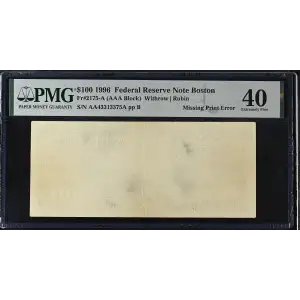 PMG
PAPER MONEY GUARANTY
$100 1996 Federal Reserve Note Boston
Fr#2175-A (AAA Block) Withrow | Rubin
S/N AA43313375A pp B
Missing Print Error
40
Extremely Fine